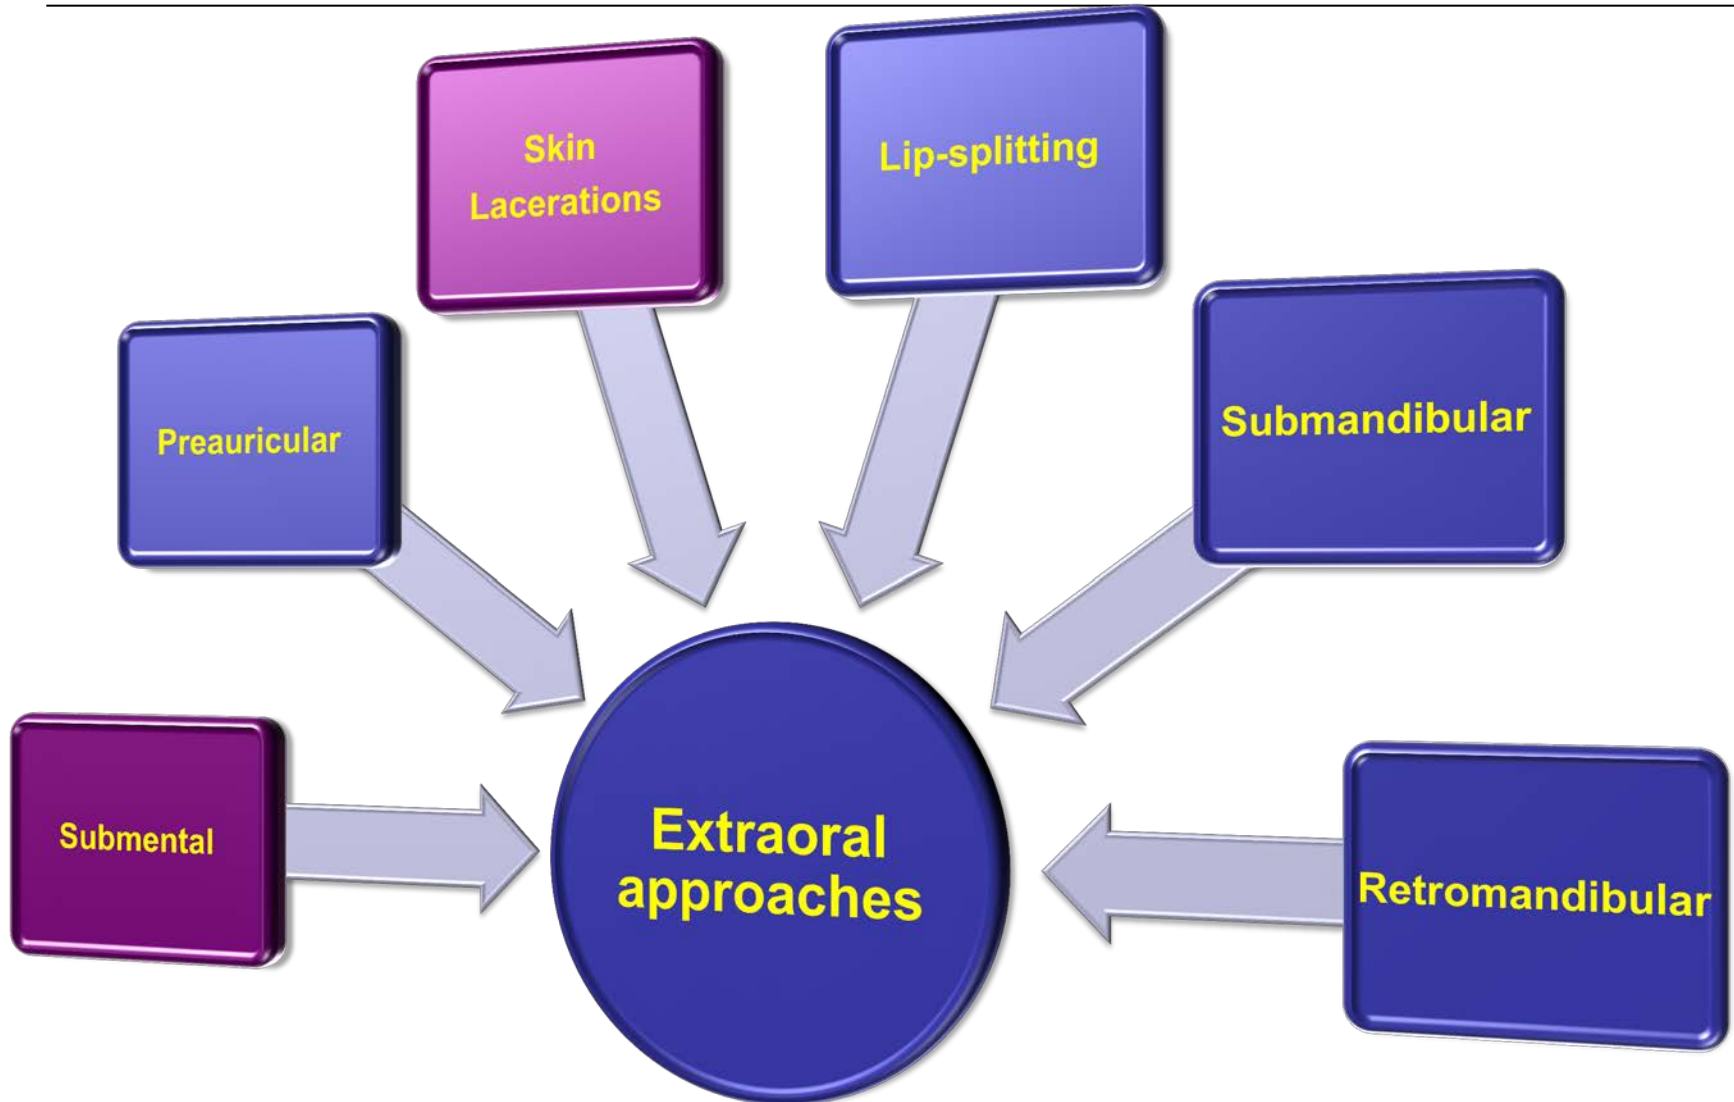 Skin
Lacerations
Lip-splitting
Preauricular
Submandibular
Submental
Extraoral
approaches
Retromandibular